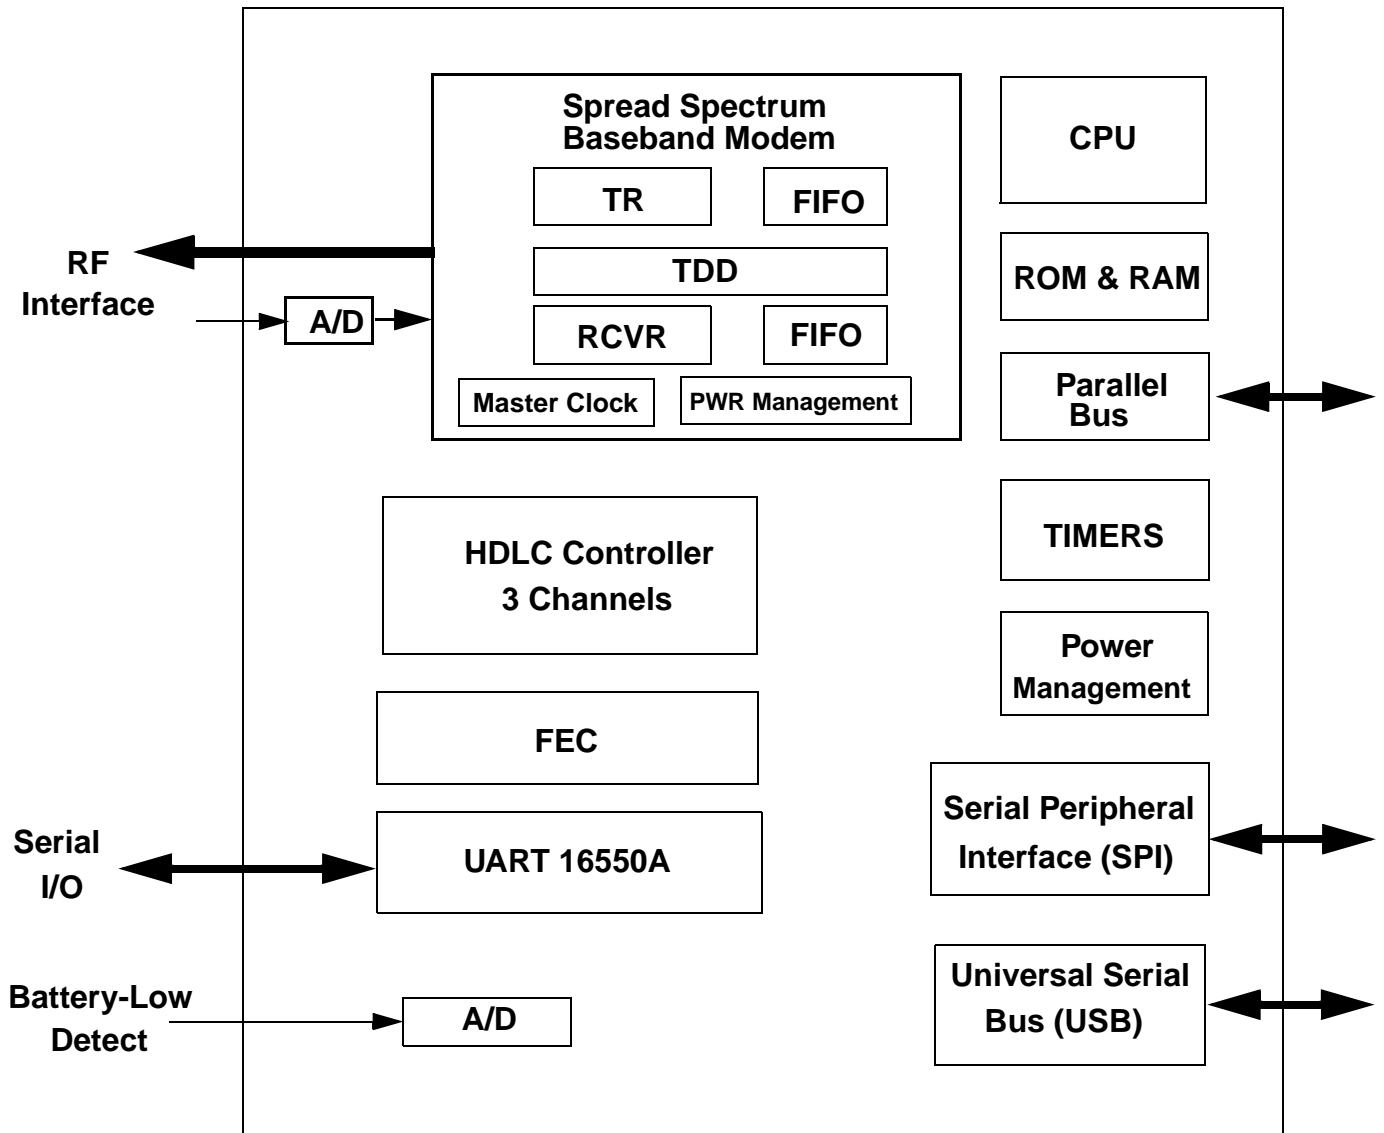 Spread Spectrum
Baseband Modem
TR
FIFO
TDD
RCVR
FIFO
Master Clock
PWR Management
RF
Interface
A/D
HDLC Controller
3 Channels
FEC
Serial
I/O
UART 16550A
Battery-Low
Detect
A/D
CPU
ROM & RAM
Parallel
Bus
TIMERS
Power
Management
Serial Peripheral
Interface (SPI)
Universal Serial
Bus (USB)